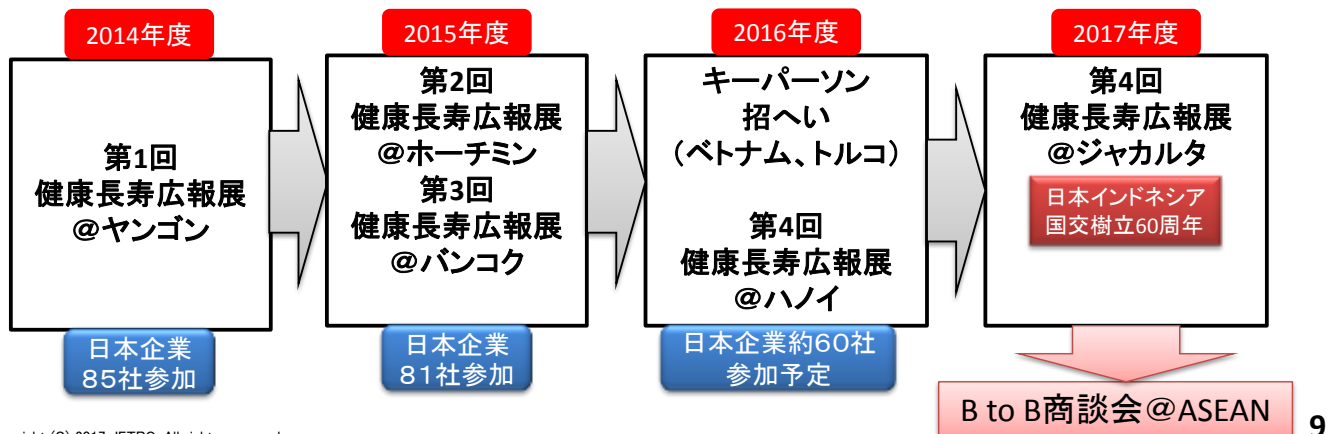 2014年度
第1回
健康長寿広報展
＠ヤンゴン
日本企業
８５社参加
2015年度
第2回
健康長寿広報展
＠ホーチミン
第3回
健康長寿広報展
＠バンコク
日本企業
８１社参加
2016年度
キーパーソン
招へい
（ベトナム、トルコ）
第4回
健康長寿広報展
＠ハノイ
日本企業約６０社
参加予定
2017年度
第4回
健康長寿広報展
＠ジャカルタ
日本インドネシア
国交樹立60周年
B to B商談会＠ASEAN
9